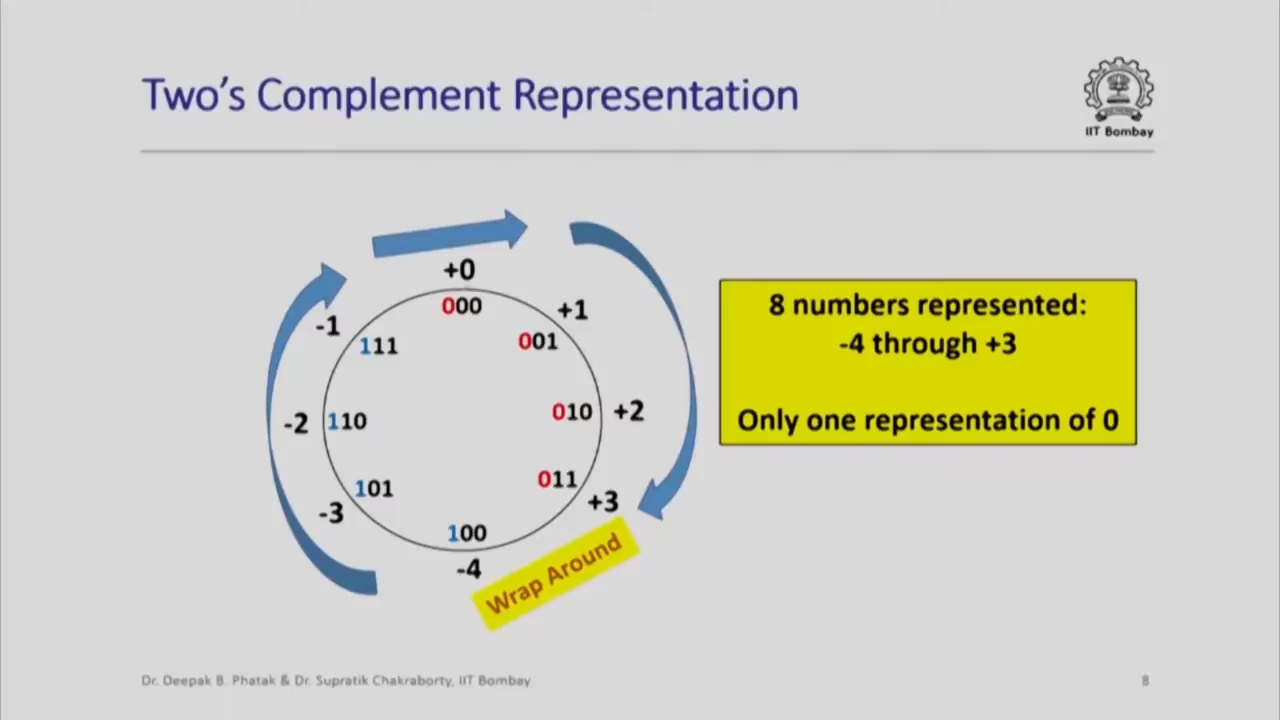 Two's Complement Representation
IIT Bombay
+0
000
+1
001
-1
111
-2
110
010
+2
011
+3
101
-3
100
-4
Wrap Around
8 numbers represented:
-4 through +3
Only one representation of 0
Dr. Deepak B. Phatak & Dr. Supratik Chakraborty, IIT Bombay
8